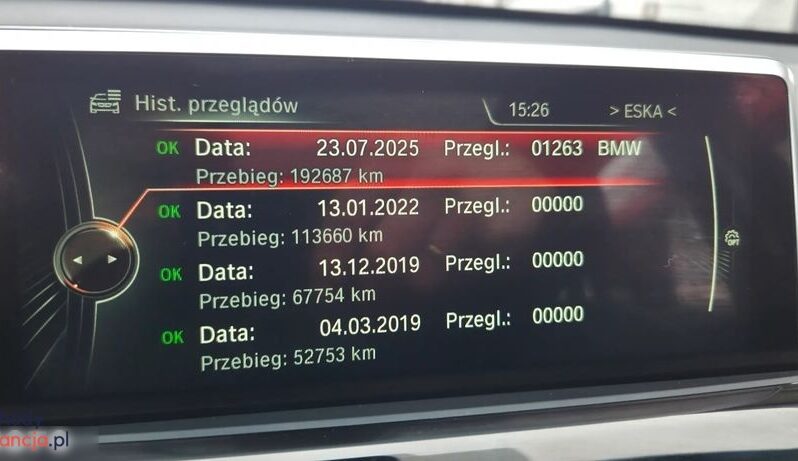 Hist. przeglądów 15:26 > ESKA <
OK Data: 23.07.2025 Przegl.: 01263 BMW
Przebieg: 192687 km
OK Data: 13.01.2022 Przegl.: 00000
Przebieg: 113660 km
OK Data: 13.12.2019 Przegl.: 00000
Przebieg: 67754 km
OK Data: 04.03.2019 Przegl.: 00000
Przebieg: 52753 km
OPT